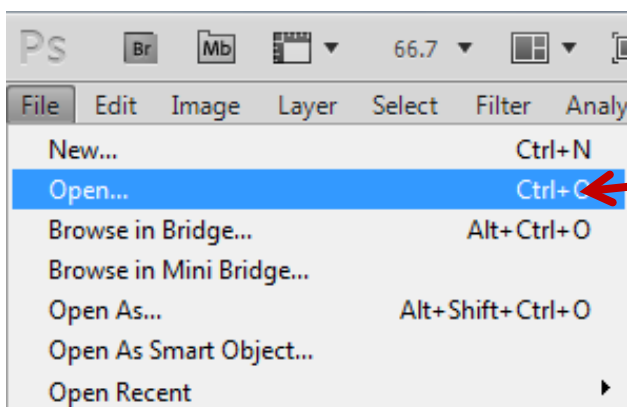 Ps Br Mb 66.7
File Edit Image Layer Select Filter
New... Ctrl+N
Open... Ctrl+O
Browse in Bridge... Alt+Ctrl+O
Browse in Mini Bridge...
Open As... Alt+Shift+Ctrl+O
Open As Smart Object...
Open Recent